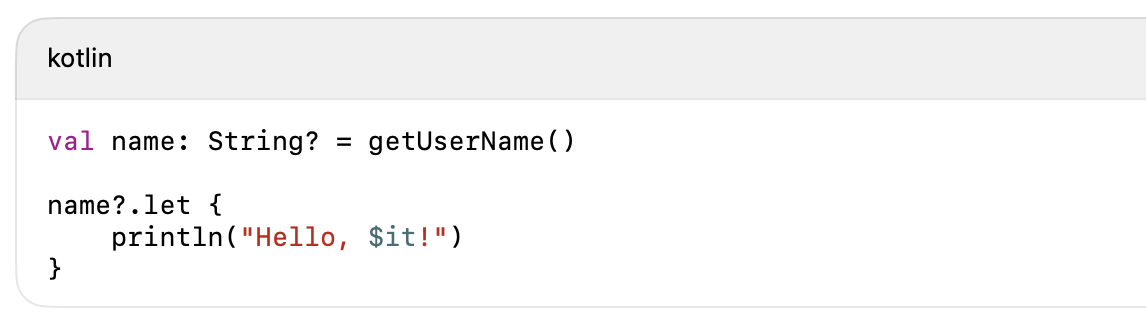 kotlin
val name: String? = getUserName()
name?.let {
    println("Hello, $it!")
}